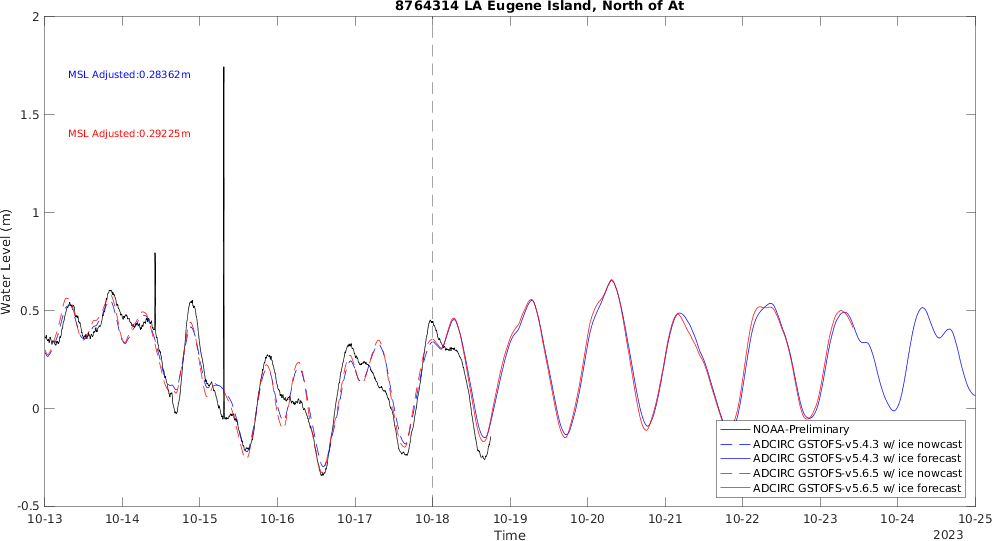 8764314 LA Eugene Island, North of At
Water Level (m)
2
1.5
1
0.5
0
-0.5
MSL Adjusted:0.28362m
MSL Adjusted:0.29225m
NOAA-Preliminary
ADCIRC GSTOFS-v5.4.3 w/ ice nowcast
ADCIRC GSTOFS-v5.4.3 w/ ice forecast
ADCIRC GSTOFS-v5.6.5 w/ ice nowcast
ADCIRC GSTOFS-v5.6.5 w/ ice forecast
10-13 10-14 10-15 10-16 10-17 10-18 10-19 10-20 10-21 10-22 10-23 10-24 10-25
Time
2023